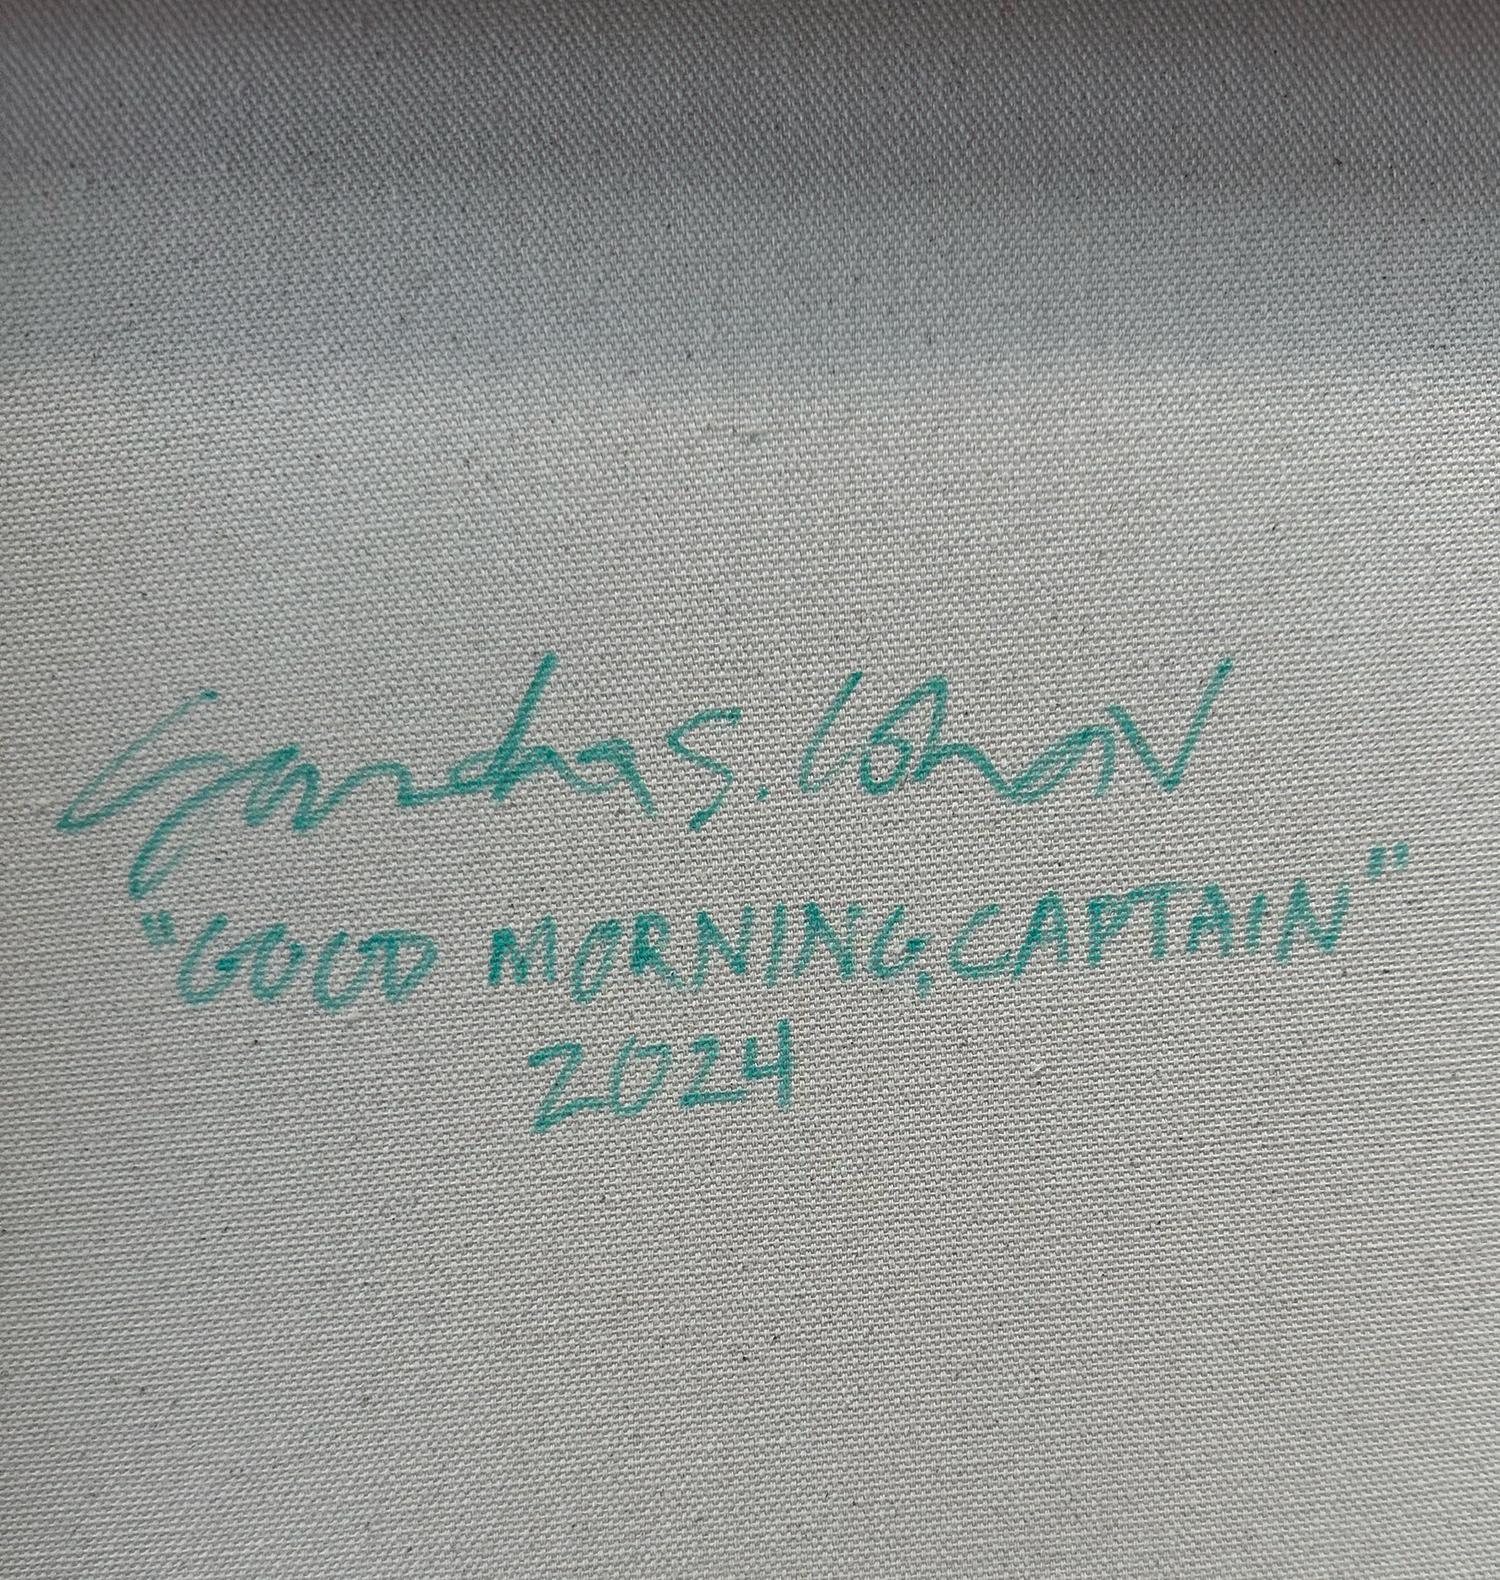 S.
"GOOD MORNING, CAPTAIN"
2024